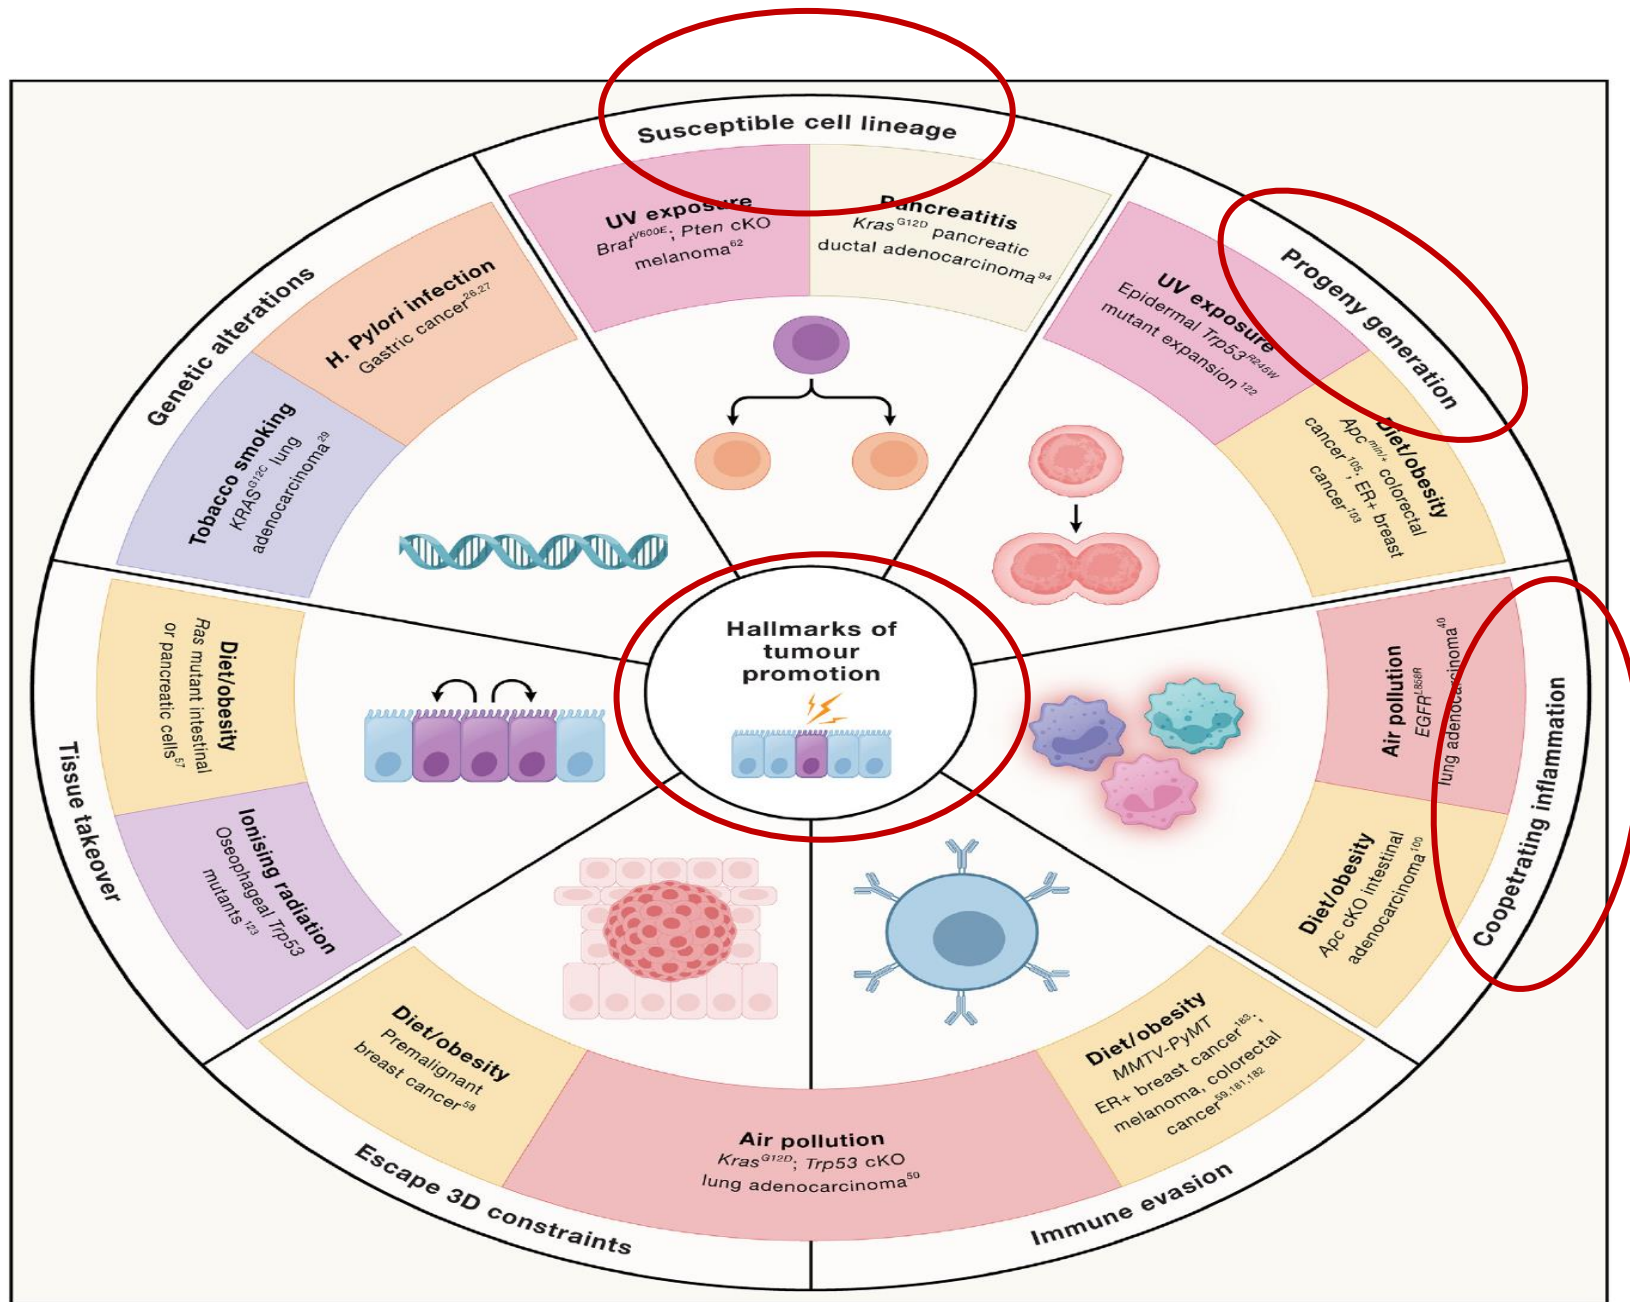 Susceptible cell lineage
UV exposure
Braf^V600E; Pten cKO
melanoma^62
Pancreatitis
Kras^G12D pancreatic
ductal adenocarcinoma^94
Progeny generation
UV exposure
Epidermal Trp53^R245W
mutant expansion^122
Diet/obesity
Apc^min/+ colorectal
cancer^105; ER+ breast
cancer^103
Coopetrating inflammation
Air pollution
EGFR^L858R
lung adenocarcinoma^40
Diet/obesity
Apc cKO intestinal
adenocarcinoma^100
Immune evasion
Diet/obesity
MMTV-PyMT
ER+ breast cancer^183;
melanoma, colorectal
cancer^59,181,182
Air pollution
Kras^G12D; Trp53 cKO
lung adenocarcinoma^50
Escape 3D constraints
Diet/obesity
Premalignant
breast cancer^58
Tissue takeover
Ionising radiation
Oseophageal Trp53
mutants^123
Diet/obesity
Ras mutant intestinal
or pancreatic cells^57
Genetic alterations
Tobacco smoking
KRAS^G12C lung
adenocarcinoma^29
H. Pylori infection
Gastric cancer^26,27
Hallmarks of
tumour
promotion